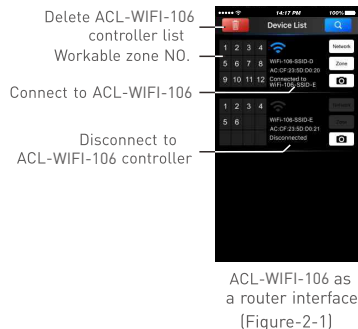 Delete ACL-WIFI-106
controller list
Workable zone NO.
Connect to ACL-WIFI-106
Disconnect to
ACL-WIFI-106 controller
14:17 PM
100%
Device List
1 2 3 4
5 6 7 8
9 10 11 12
WiFi-106-SSID-D
AC:CF:23:5D:D0:20
Connected to
WiFi-106_SSID-E
Network
Zone
1 2 3 4
5 6
WiFi-106-SSID-E
AC:CF:23:5D:D0.21
Disconnected
ACL-WIFI-106 as
a router interface
(Figure-2-1)